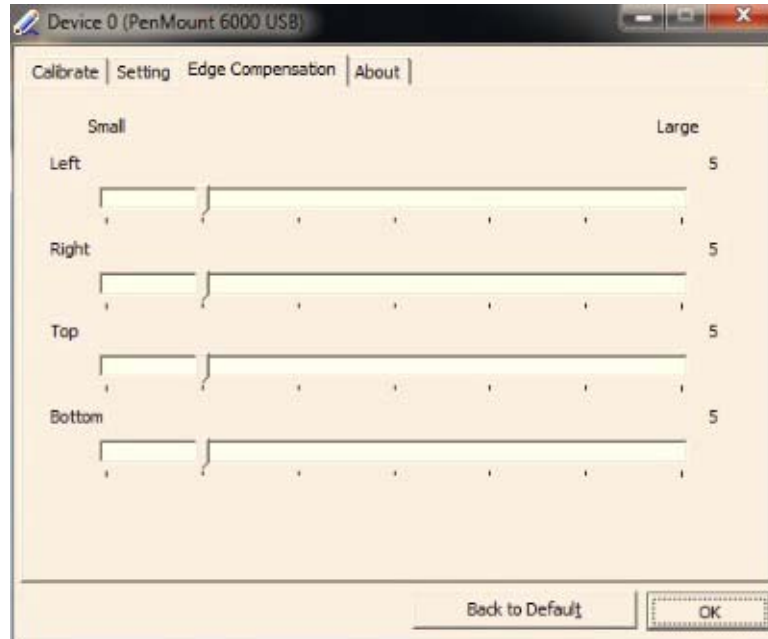 Device 0 (PenMount 6000 USB)
Calibrate Setting Edge Compensation About
Small Large
Left 5
Right 5
Top 5
Bottom 5
Back to Default OK